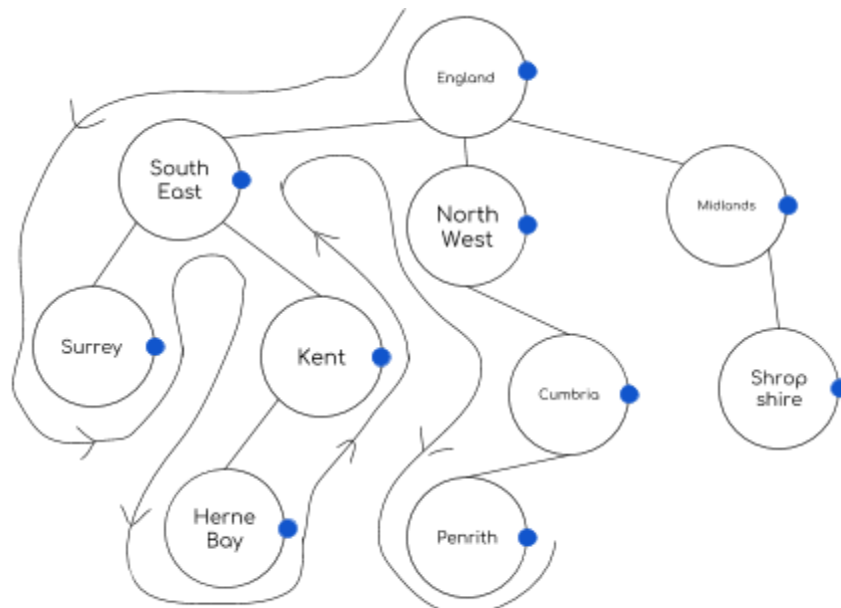 England
South
East
North
West
Midlands
Surrey
Kent
Cumbria
Shrop
shire
Herne
Bay
Penrith